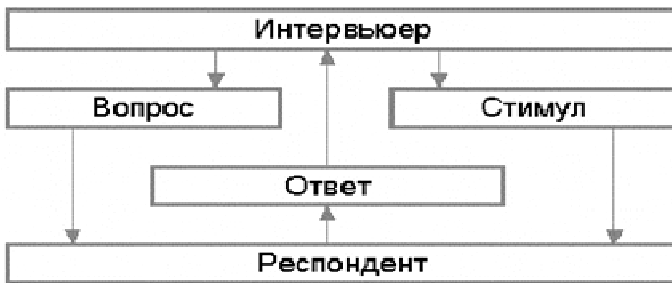 Интервьюер
Вопрос
Стимул
Ответ
Респондент